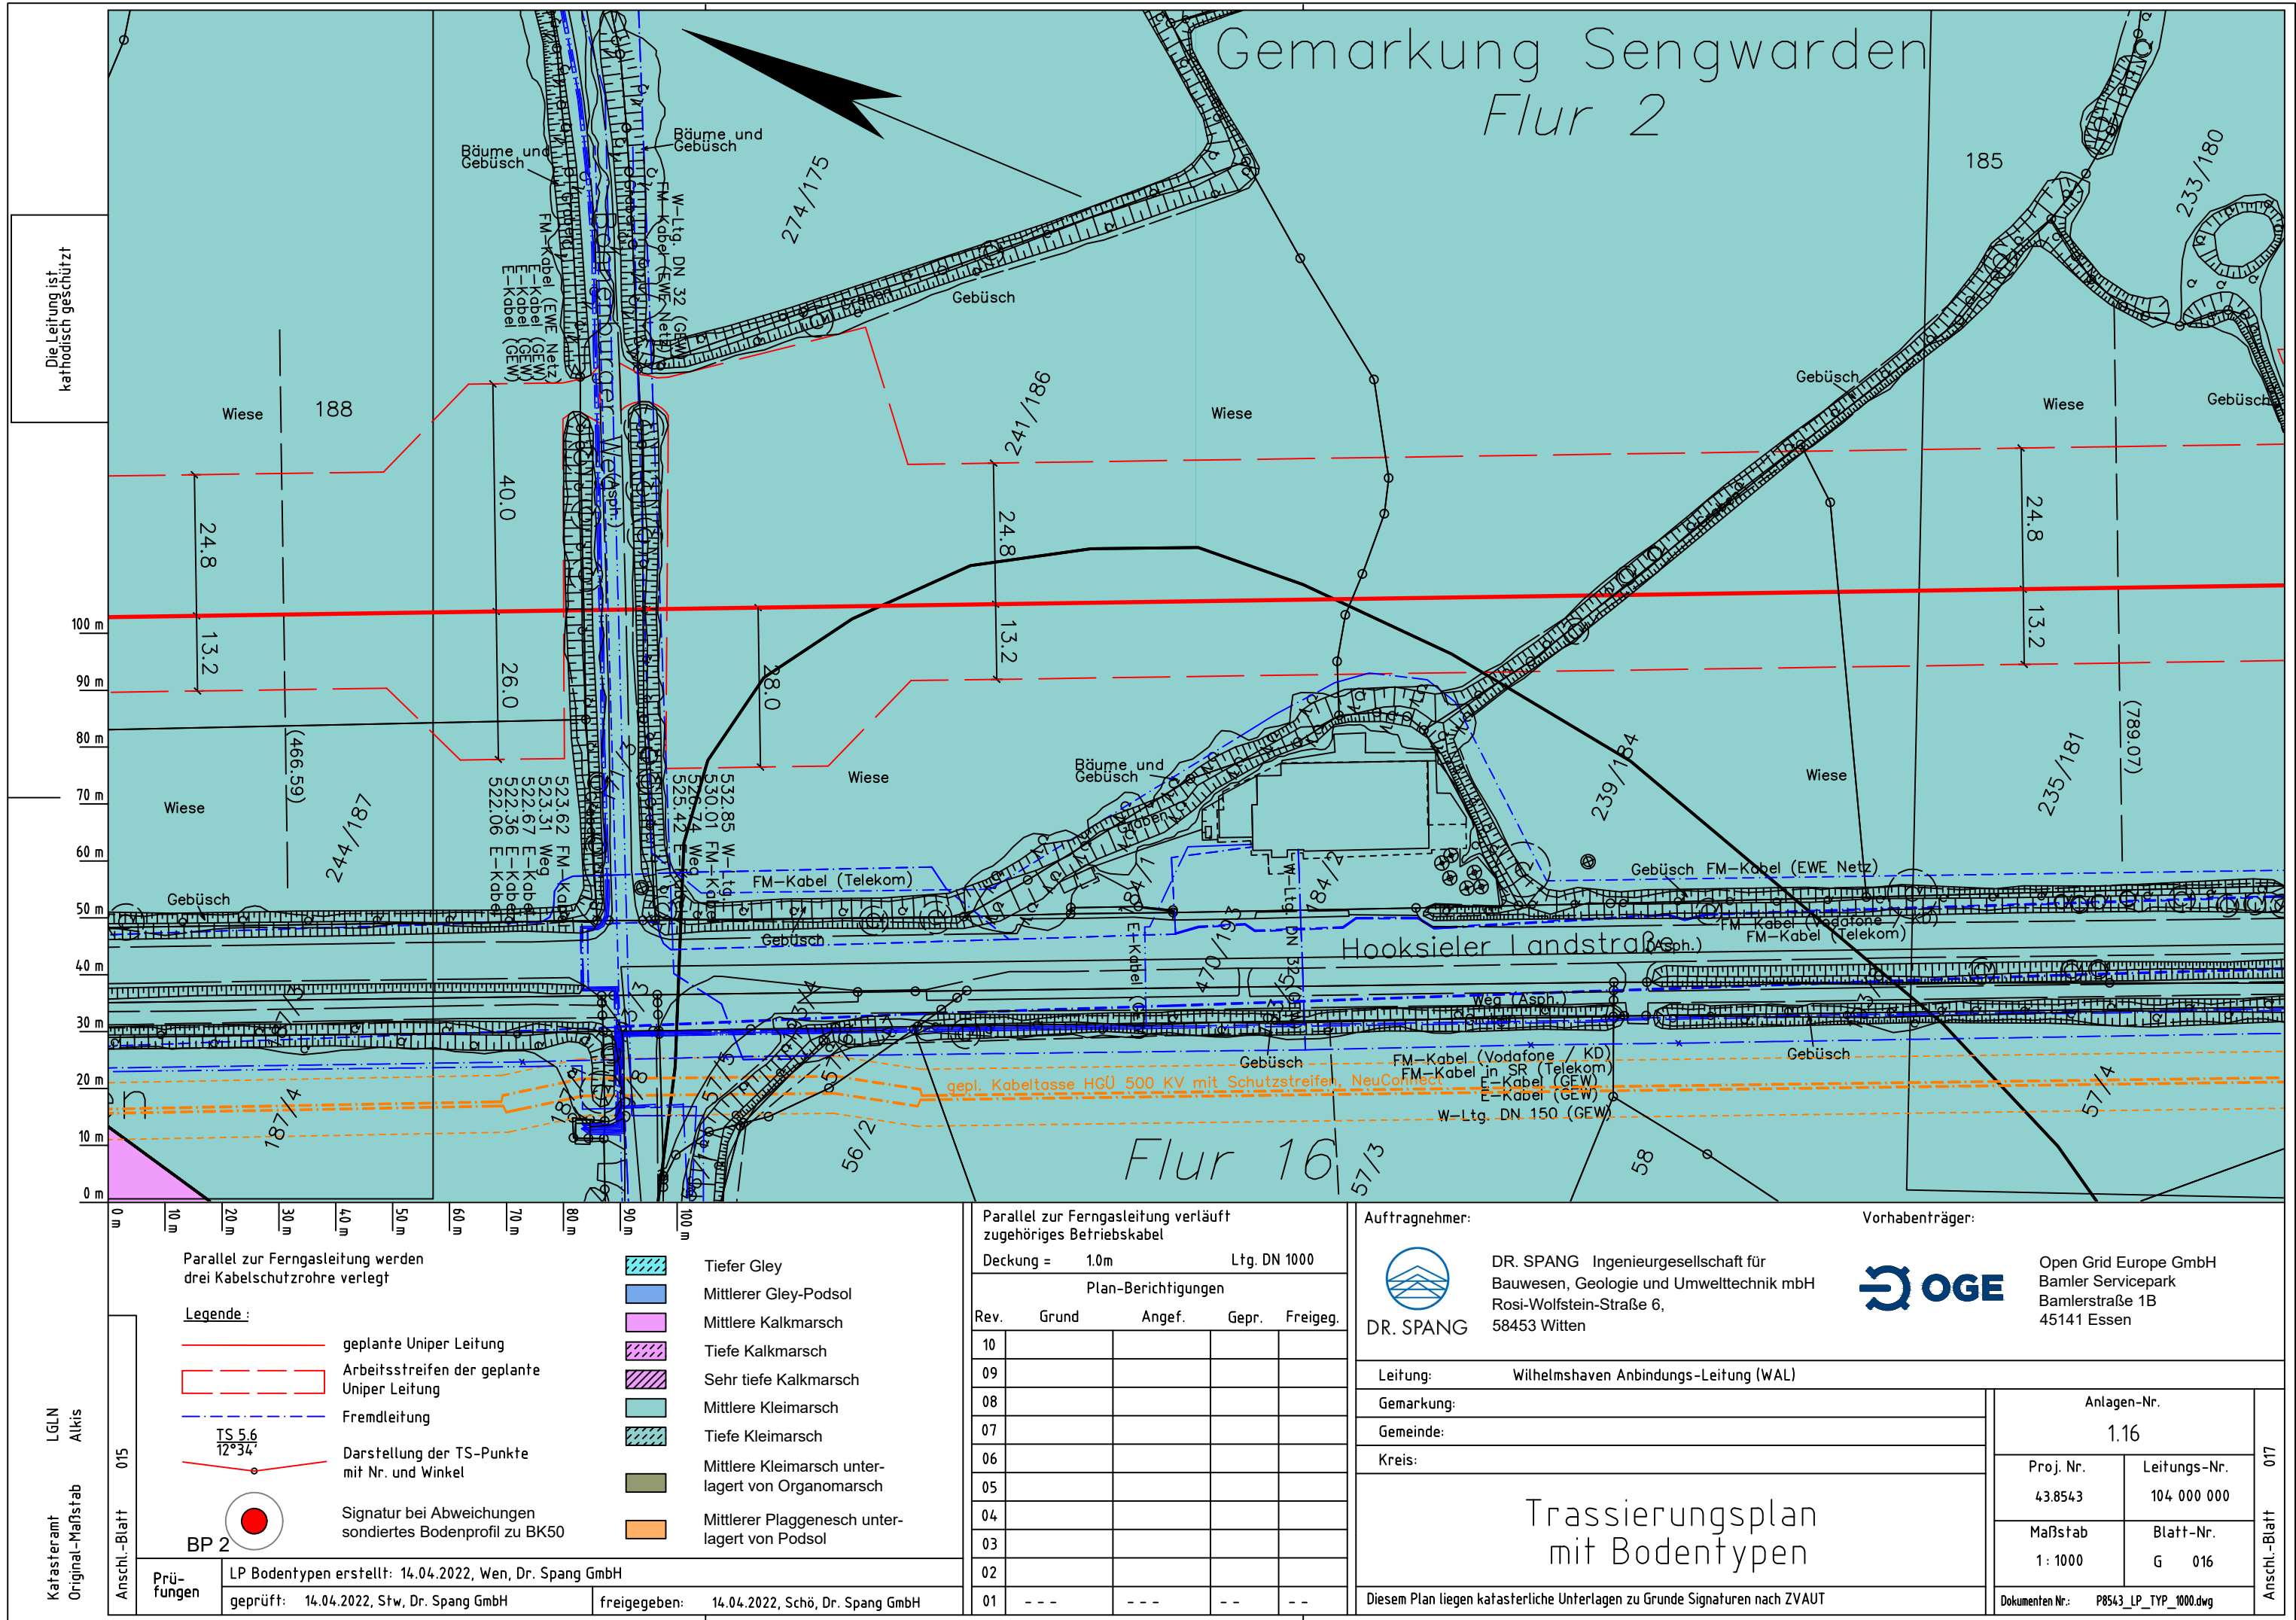 Gemarkung Sengwarden
Flur 2
185
233/180
274/175
Bäume und
Gebüsch
Bäume und
Gebüsch
W-Ltg. DN 32 (GEW)
FM-Kabel (EWE Netz)
FM-Kabel (EWE Netz)
E-Kabel (GEW)
E-Kabel (GEW)
E-Kabel (GEW)
Die Leitung ist
kathodisch geschützt
Gebüsch
Graben
Wiese
188
241/186
Wiese
Gebüsch
Wiese
Gebüsch
(Asph.)
40.0
24.8
24.8
24.8
13.2
26.0
28.0
13.2
13.2
(466.59)
(789.07)
Wiese
244/187
Wiese
Bäume und
Gebüsch
Graben
239/184
Wiese
235/181
523.62 FM-Kabel
523.31 Weg
522.67 E-Kabel
522.36 E-Kabel
522.06 E-Kabel
532.85 W-Ltg.
530.01 FM-Kabel
Gebüsch
FM-Kabel (Telekom)
184/1
184/2
W-Ltg. DN 32 (GEW)
Gebüsch
FM-Kabel (EWE Netz)
Gebüsch
470/193
Hooksieler Landstraße
(Asph.)
FM-Kabel (Vodafone
FM-Kabel (Telekom)
Weg (Asph.)
Gebüsch
Gebüsch
FM-Kabel (Vodafone / KD)
FM-Kabel in SR (Telekom)
E-Kabel (GEW)
E-Kabel (GEW)
W-Ltg. DN 150 (GEW)
gepl. Kabeltasse HGÜ 500 KV mit Schutzstreifen, NeuConnect
187/4
56/2
Flur 16
57/3
58
57/4
100 m
90 m
80 m
70 m
60 m
50 m
40 m
30 m
20 m
10 m
0 m
0 m
10 m
20 m
30 m
40 m
50 m
60 m
70 m
80 m
90 m
100 m
Parallel zur Ferngasleitung werden
drei Kabelschutzrohre verlegt
Legende :
geplante Uniper Leitung
Arbeitsstreifen der geplante
Uniper Leitung
Fremdleitung
TS 5.6
12°34'
Darstellung der TS-Punkte
mit Nr. und Winkel
BP 2
Signatur bei Abweichungen
sondiertes Bodenprofil zu BK50
Tiefer Gley
Mittlerer Gley-Podsol
Mittlere Kalkmarsch
Tiefe Kalkmarsch
Sehr tiefe Kalkmarsch
Mittlere Kleimarsch
Tiefe Kleimarsch
Mittlere Kleimarsch unter-
lagert von Organomarsch
Mittlerer Plaggenesch unter-
lagert von Podsol
Katasteramt LGLN
Original-Maßstab Alkis
Anschl.-Blatt 015
Prü-
fungen
LP Bodentypen erstellt: 14.04.2022, Wen, Dr. Spang GmbH
geprüft: 14.04.2022, Stw, Dr. Spang GmbH
freigegeben: 14.04.2022, Schö, Dr. Spang GmbH
Parallel zur Ferngasleitung verläuft
zugehöriges Betriebskabel
Deckung = 1.0m Ltg. DN 1000
Plan-Berichtigungen
Rev. Grund Angef. Gepr. Freigeg.
10
09
08
07
06
05
04
03
02
01 - - - - - - - - - -
Auftragnehmer:
DR. SPANG
DR. SPANG Ingenieurgesellschaft für
Bauwesen, Geologie und Umwelttechnik mbH
Rosi-Wolfstein-Straße 6,
58453 Witten
Vorhabenträger:
OGE
Open Grid Europe GmbH
Bamler Servicepark
Bamlerstraße 1B
45141 Essen
Leitung: Wilhelmshaven Anbindungs-Leitung (WAL)
Gemarkung:
Gemeinde:
Kreis:
Trassierungsplan
mit Bodentypen
Diesem Plan liegen katasterliche Unterlagen zu Grunde Signaturen nach ZVAUT
Anlagen-Nr.
1.16
Proj. Nr.
43.8543
Leitungs-Nr.
104 000 000
Maßstab
1 : 1000
Blatt-Nr.
G 016
Dokumenten Nr.: P8543_LP_TYP_1000.dwg
Anschl.-Blatt 017